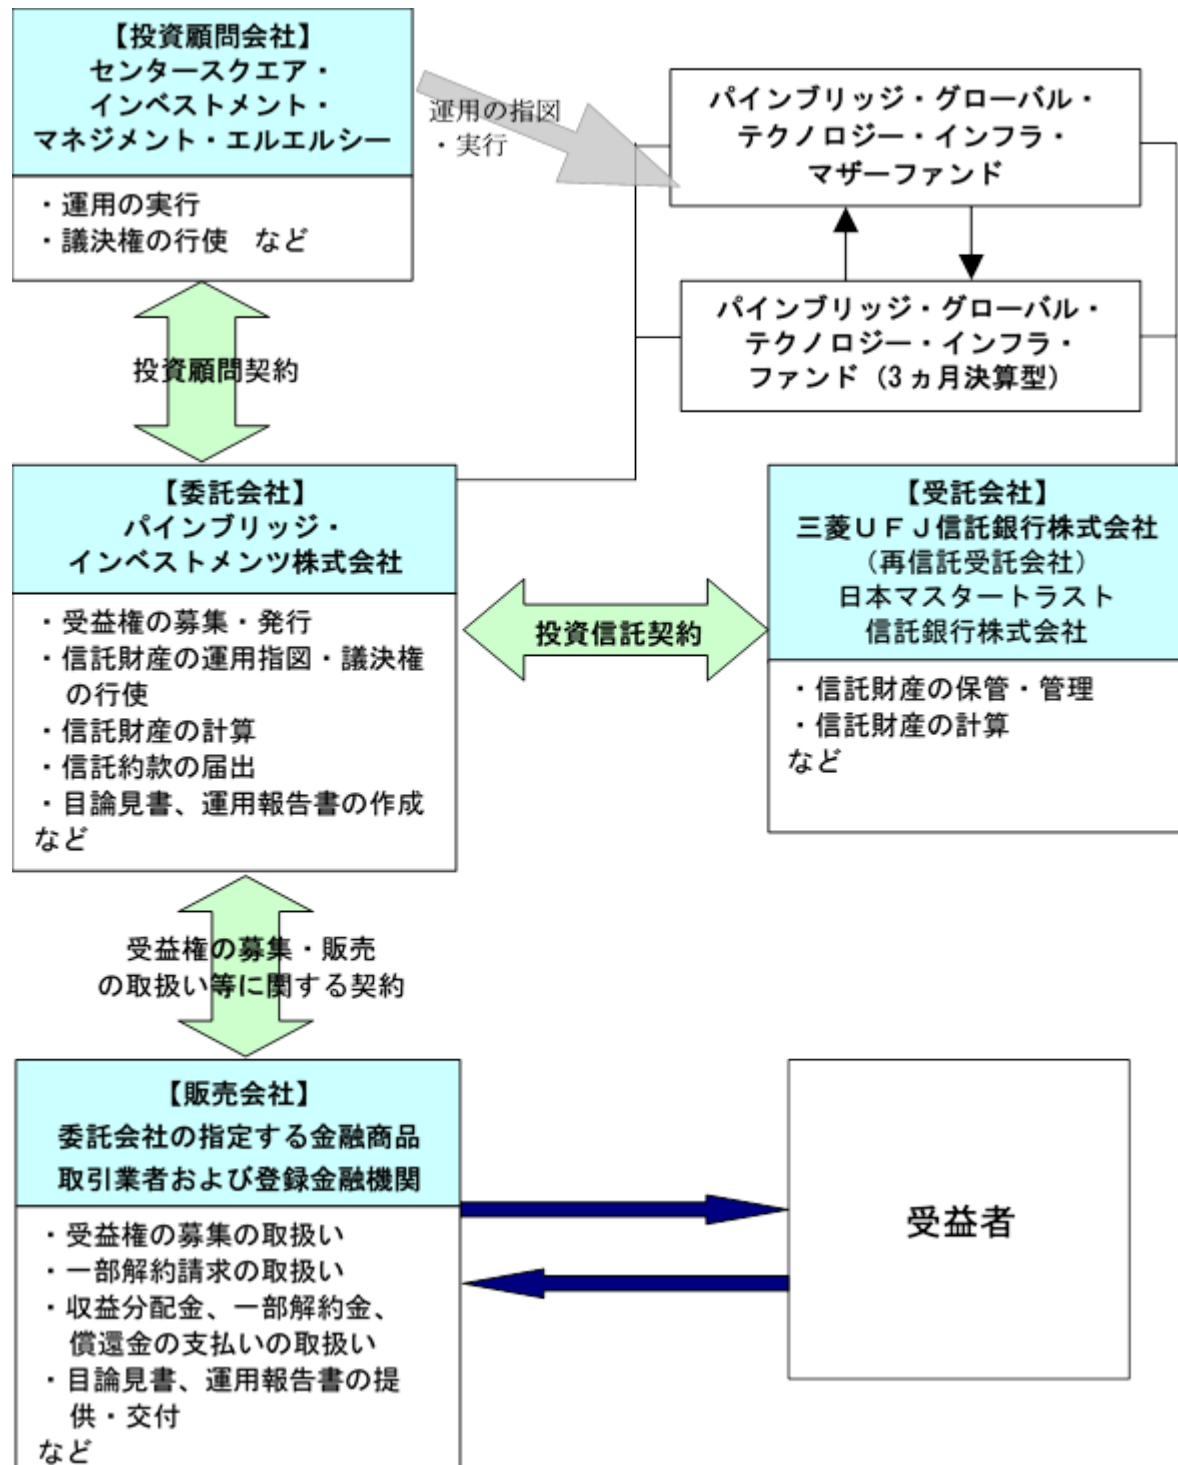 【投資顧問会社】
センタースクエア・
インベストメント・
マネジメント・エルエルシー
・運用の実行
・議決権の行使　など
運用の指図
・実行
パインブリッジ・グローバル・
テクノロジー・インフラ・
マザーファンド
パインブリッジ・グローバル・
テクノロジー・インフラ・
ファンド（3ヵ月決算型）
投資顧問契約
【委託会社】
パインブリッジ・
インベストメンツ株式会社
・受益権の募集・発行
・信託財産の運用指図・議決権
の行使
・信託財産の計算
・信託約款の届出
・目論見書、運用報告書の作成
など
投資信託契約
【受託会社】
三菱ＵＦＪ信託銀行株式会社
（再信託受託会社）
日本マスタートラスト
信託銀行株式会社
・信託財産の保管・管理
・信託財産の計算
など
受益権の募集・販売
の取扱い等に関する契約
【販売会社】
委託会社の指定する金融商品
取引業者および登録金融機関
・受益権の募集の取扱い
・一部解約請求の取扱い
・収益分配金、一部解約金、
償還金の支払いの取扱い
・目論見書、運用報告書の提
供・交付
など
受益者